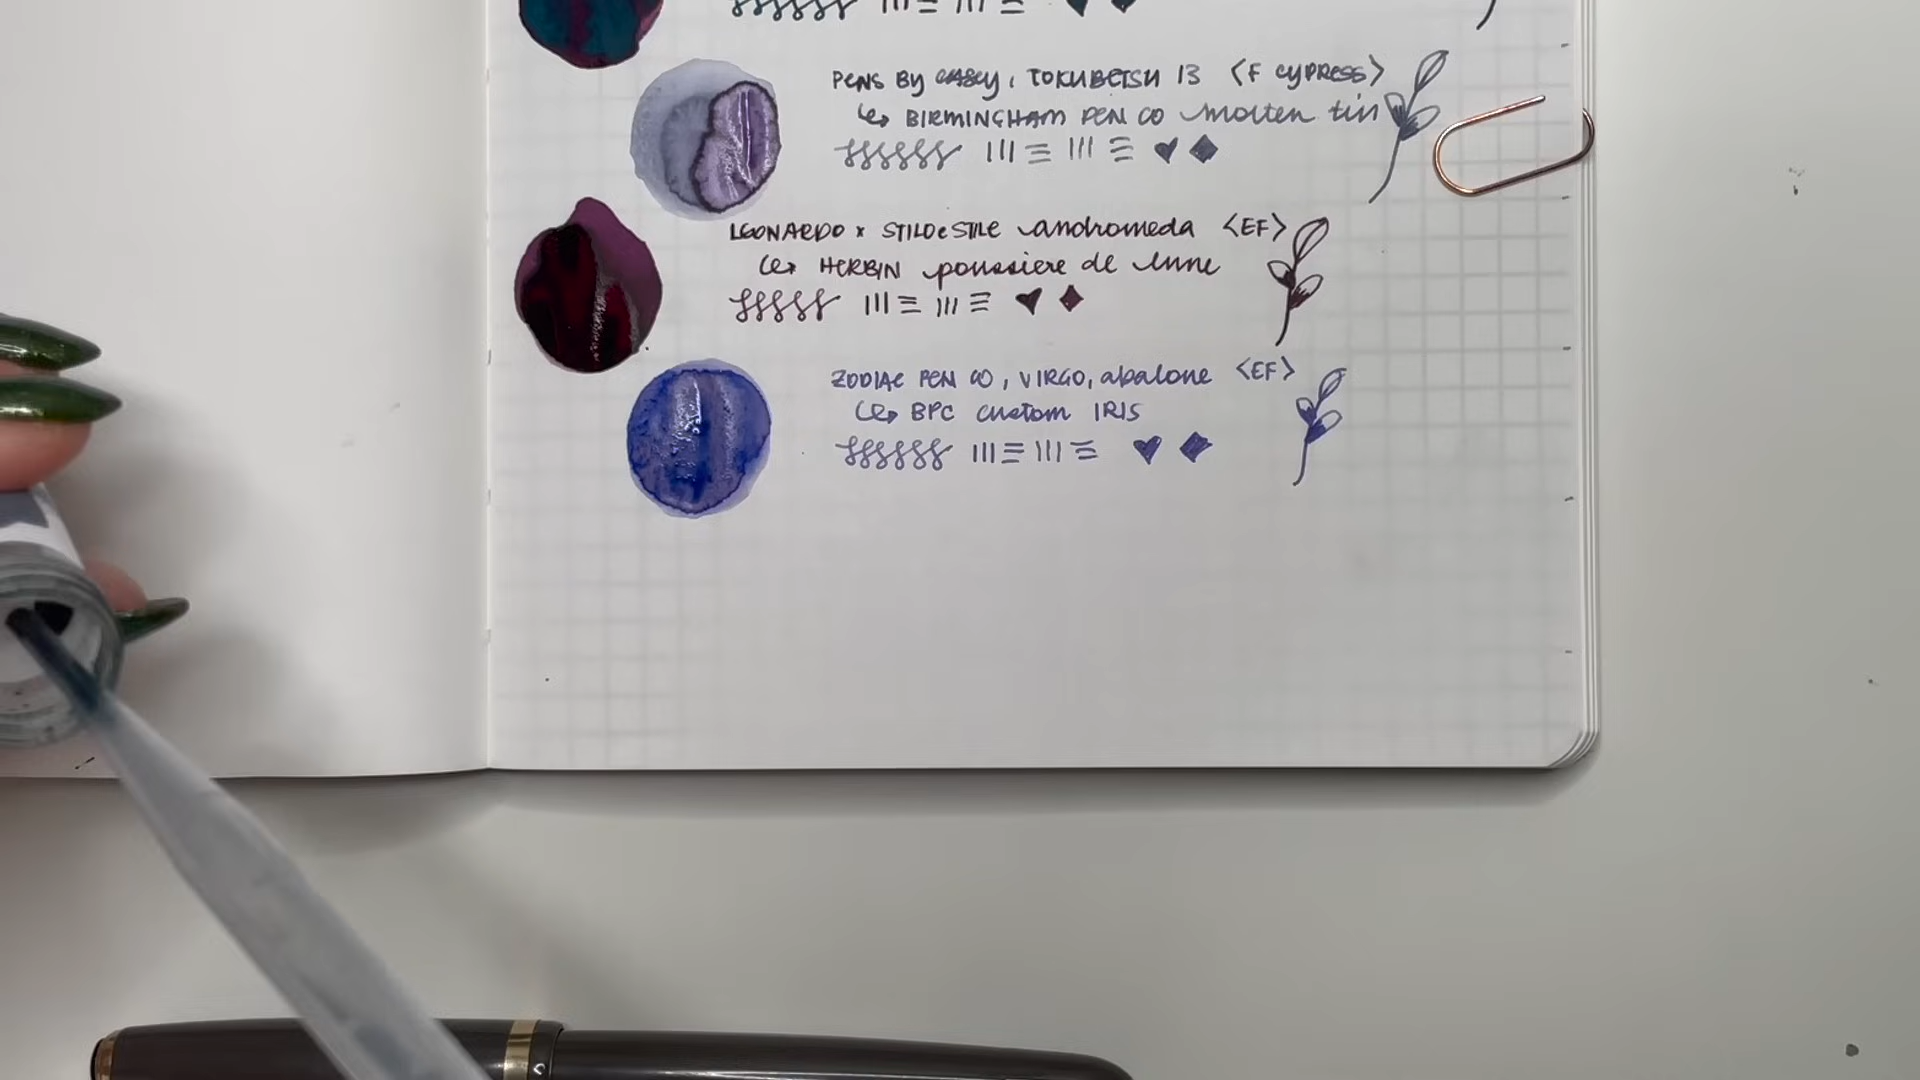 PENS BY CASEY, TOKUBETSU 13 <F CYPRESS>
↳ BIRMINGHAM PEN CO molten tin
LEONARDO x STILOeSTILE andromeda <EF>
↳ HERBIN poussiere de lune
ZODIAC PEN CO, VIRGO, abalone <EF>
↳ BPC custom IRIS